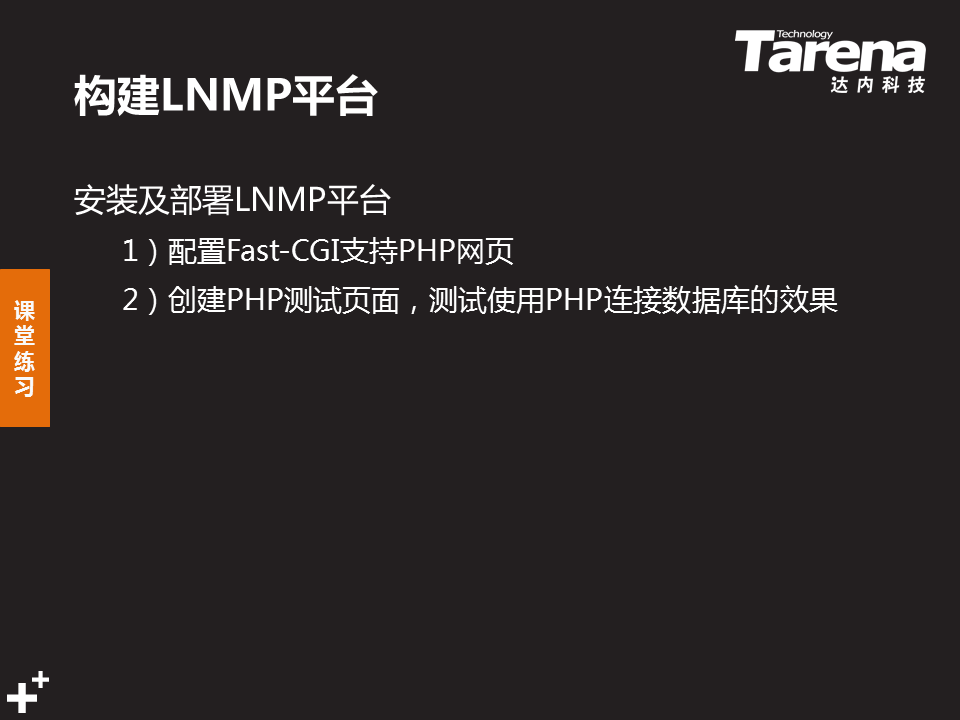 Technology
Tarena
达内科技
构建LNMP平台
安装及部署LNMP平台
1）配置Fast-CGI支持PHP网页
2）创建PHP测试页面，测试使用PHP连接数据库的效果
课
堂
练
习